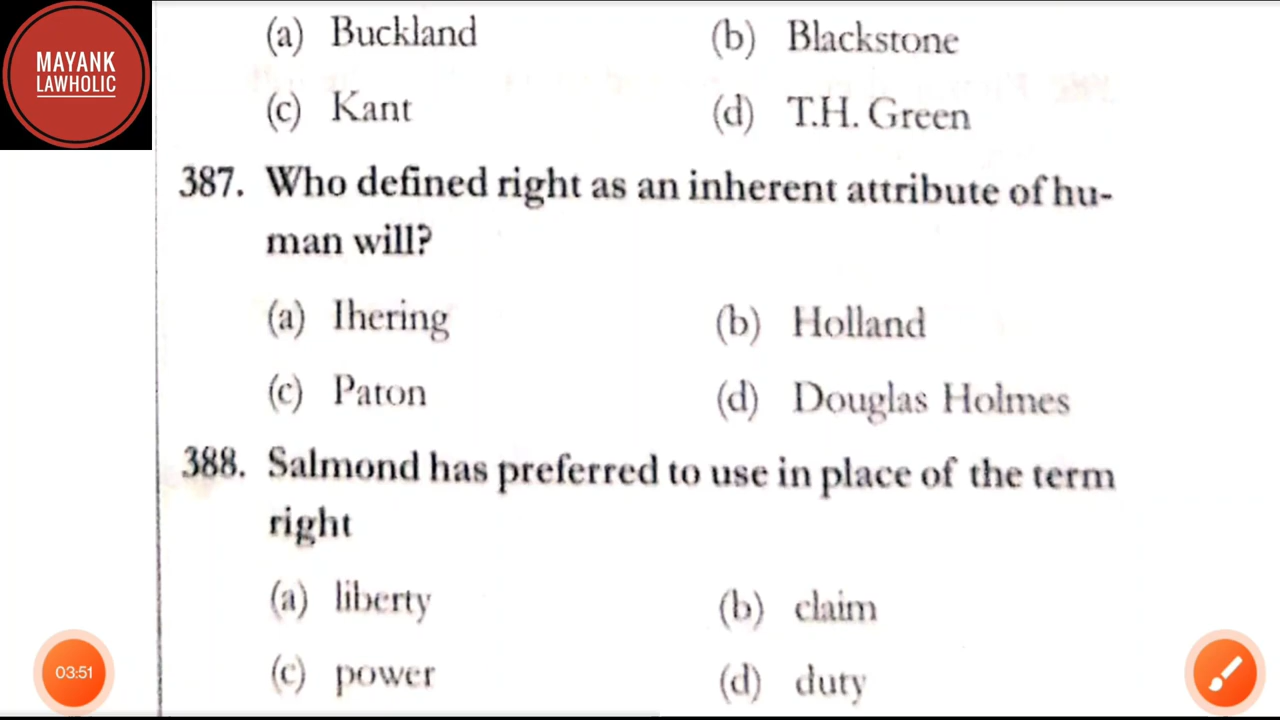 MAYANK
LAWHOLIC
(a) Buckland (b) Blackstone
(c) Kant (d) T.H. Green
387. Who defined right as an inherent attribute of hu-
man will?
(a) Ihering (b) Holland
(c) Paton (d) Douglas Holmes
388. Salmond has preferred to use in place of the term
right
(a) liberty (b) claim
(c) power (d) duty
03:51